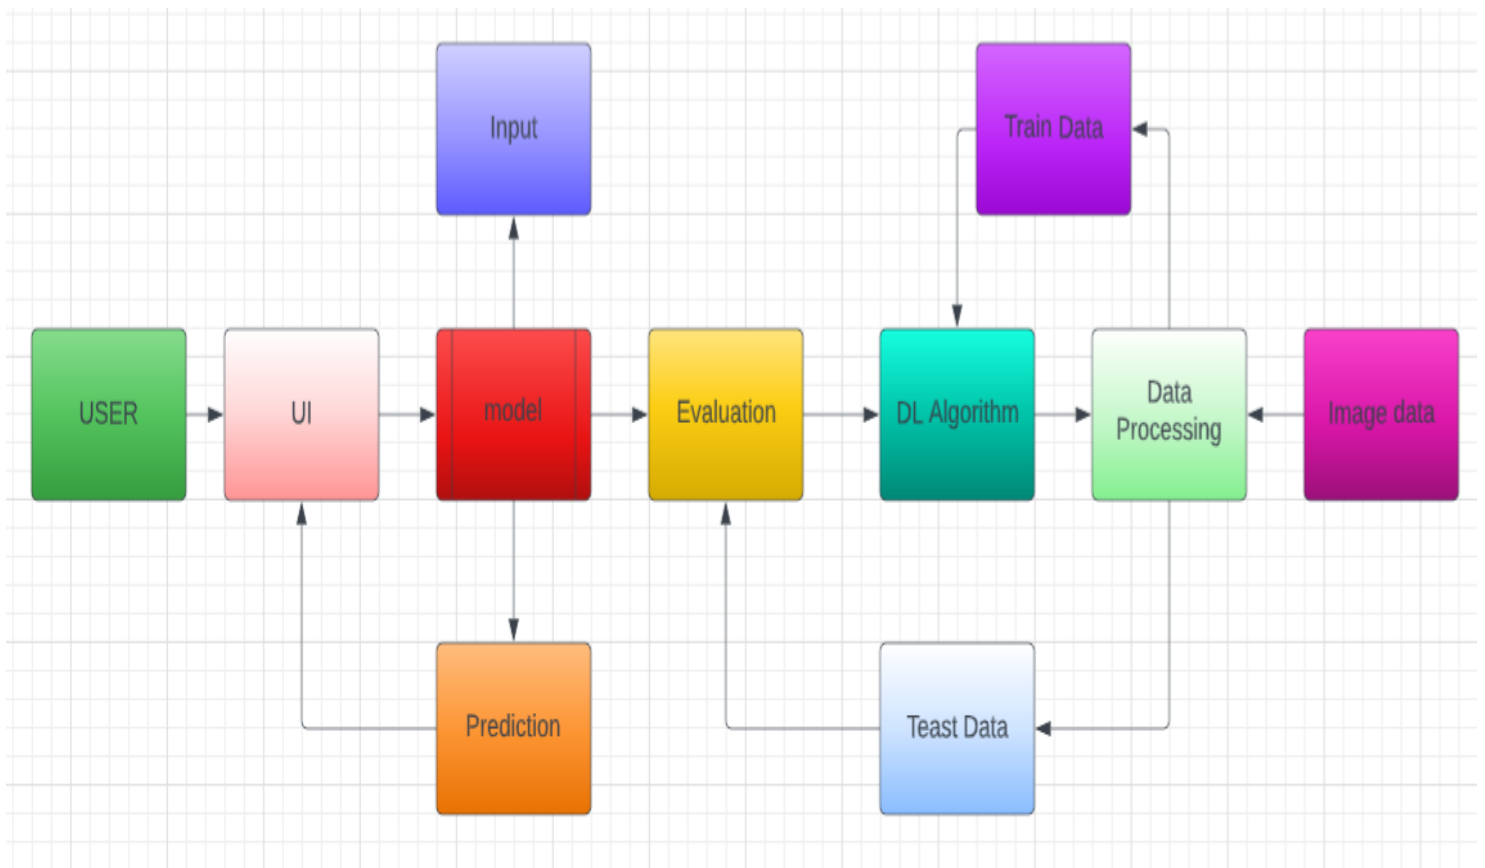 Input
Train Data
USER
UI
model
Evaluation
DL Algorithm
Data
Processing
Image data
Prediction
Teast Data